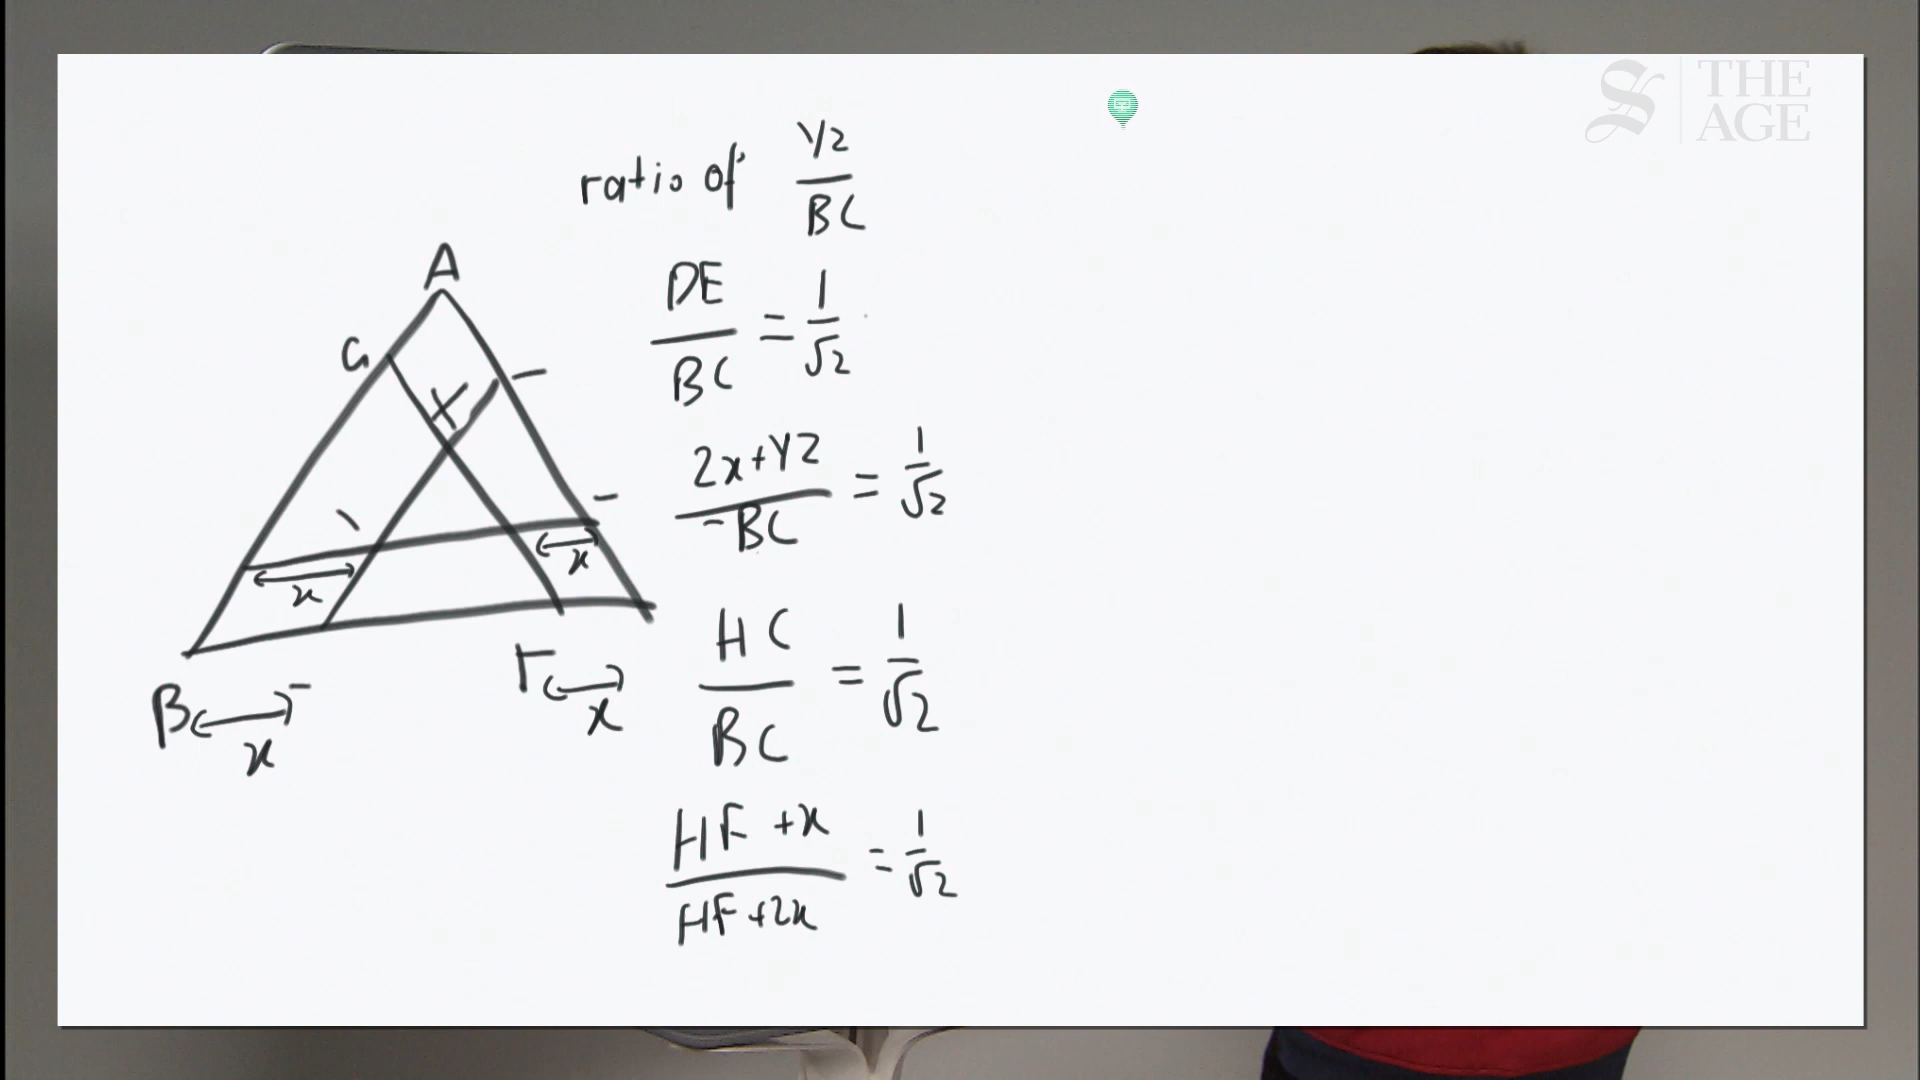 THE
AGE
ratio of YZ
BC
A
G
DE = 1
BC √2
X
2x+YZ = 1
BC √2
x
x
HC = 1
BC √2
B
x
x
HF +x = 1
HF +2x √2